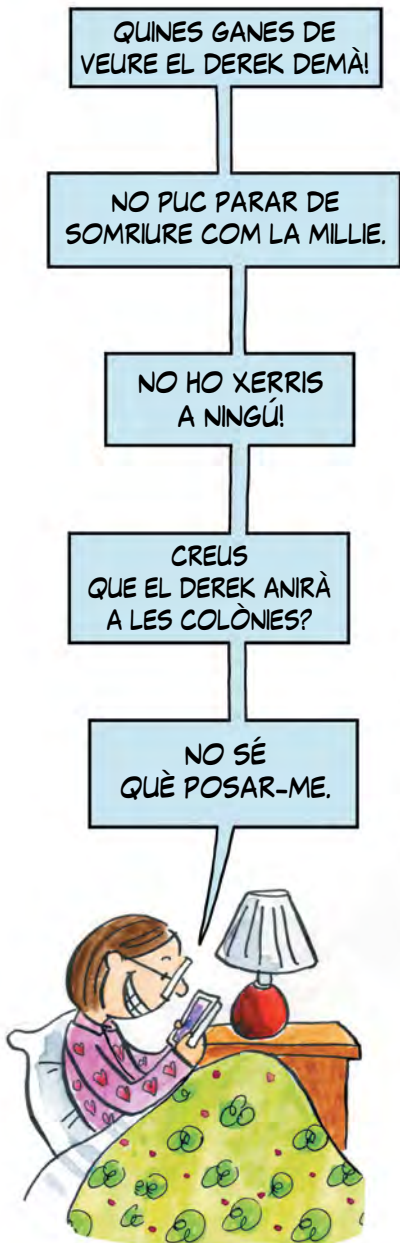 QUINES GANES DE
VEURE EL DEREK DEMÀ!
NO PUC PARAR DE
SOMRIURE COM LA MILLIE.
NO HO XERRIS
A NINGÚ!
CREUS
QUE EL DEREK ANIRÀ
A LES COLÒNIES?
NO SÉ
QUÈ POSAR-ME.